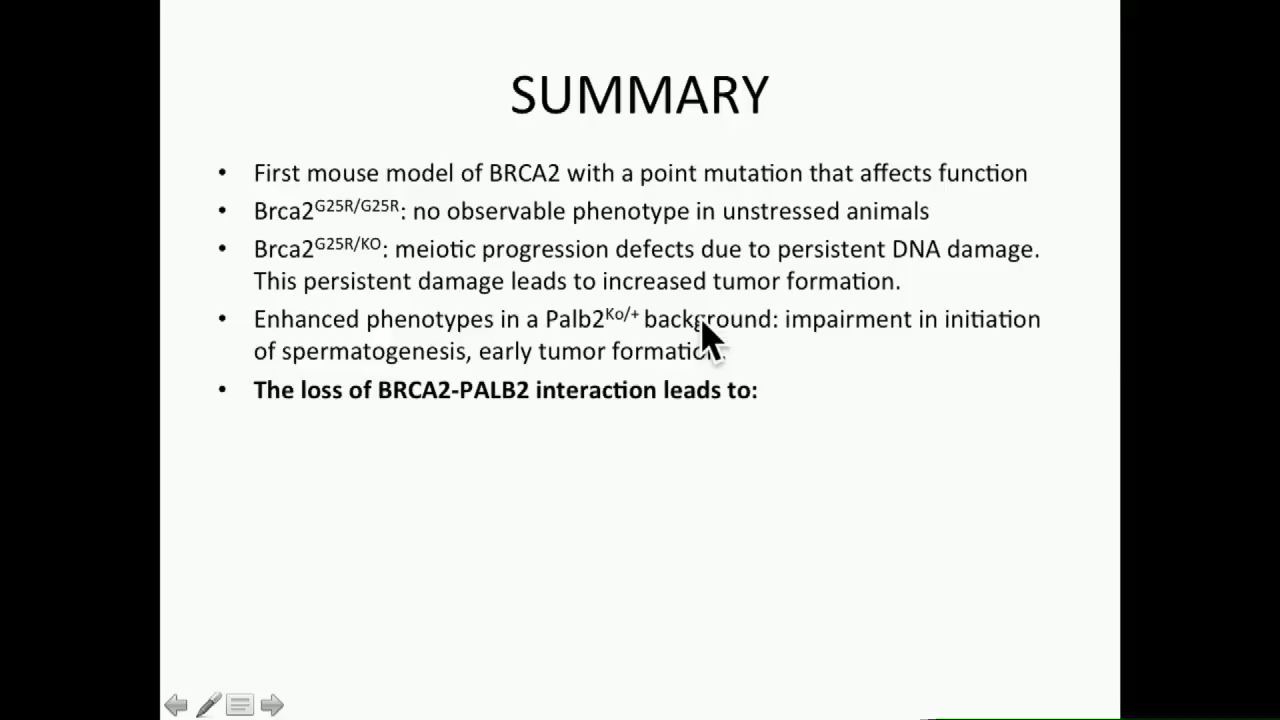 SUMMARY
• First mouse model of BRCA2 with a point mutation that affects function
• Brca2G25R/G25R: no observable phenotype in unstressed animals
• Brca2G25R/KO: meiotic progression defects due to persistent DNA damage.
This persistent damage leads to increased tumor formation.
• Enhanced phenotypes in a Palb2Ko/+ background: impairment in initiation
of spermatogenesis, early tumor formation.
• The loss of BRCA2-PALB2 interaction leads to: